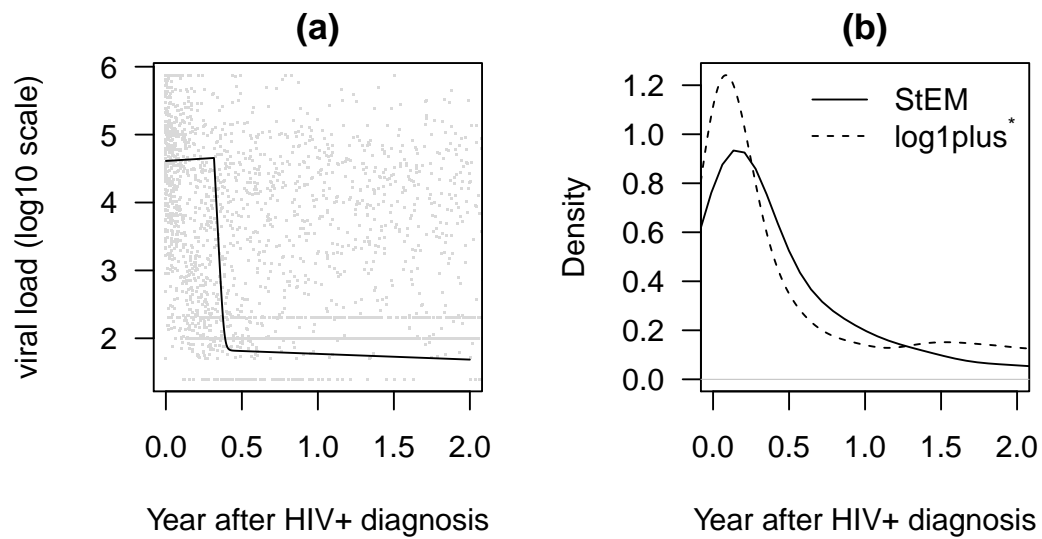 (a)
viral load (log10 scale)
6
5
4
3
2
0.0 0.5 1.0 1.5 2.0
Year after HIV+ diagnosis
(b)
Density
1.2
1.0
0.8
0.6
0.4
0.2
0.0
StEM
log1plus*
0.0 0.5 1.0 1.5 2.0
Year after HIV+ diagnosis